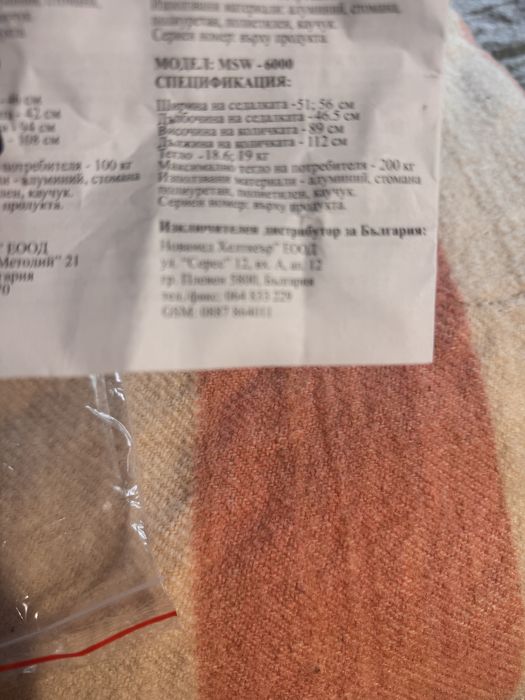 Използвани материали: алуминий, стомана,
полиуретан, полиетилен, каучук.
Сериен номер: върху продукта.
МОДЕЛ: MSW - 6000
СПЕЦИФИКАЦИЯ:
Ширина на седалката -51; 56 см
Дълбочина на седалката -46.5 см
Височина на количката - 89 см
Дължина на количката - 112 см
Тегло -18.6; 19 кг
Максимално тегло на потребителя - 200 кг
Използвани материали - алуминий, стомана
полиуретан, полиетилен, каучук.
Сериен номер: върху продукта.
Изключителен дистрибутор за България:
ЕООД
ул. "Серес" 12, вх. А, ап. 12
гр. Плевен 5800, България
тел./факс: 064 833 229
GSM: 0887
см
- 42 см
- 94 см
- 108 см
потребителя - 100 кг
- алуминий, стомана
каучук.
продукта.
ЕООД
Методий" 21